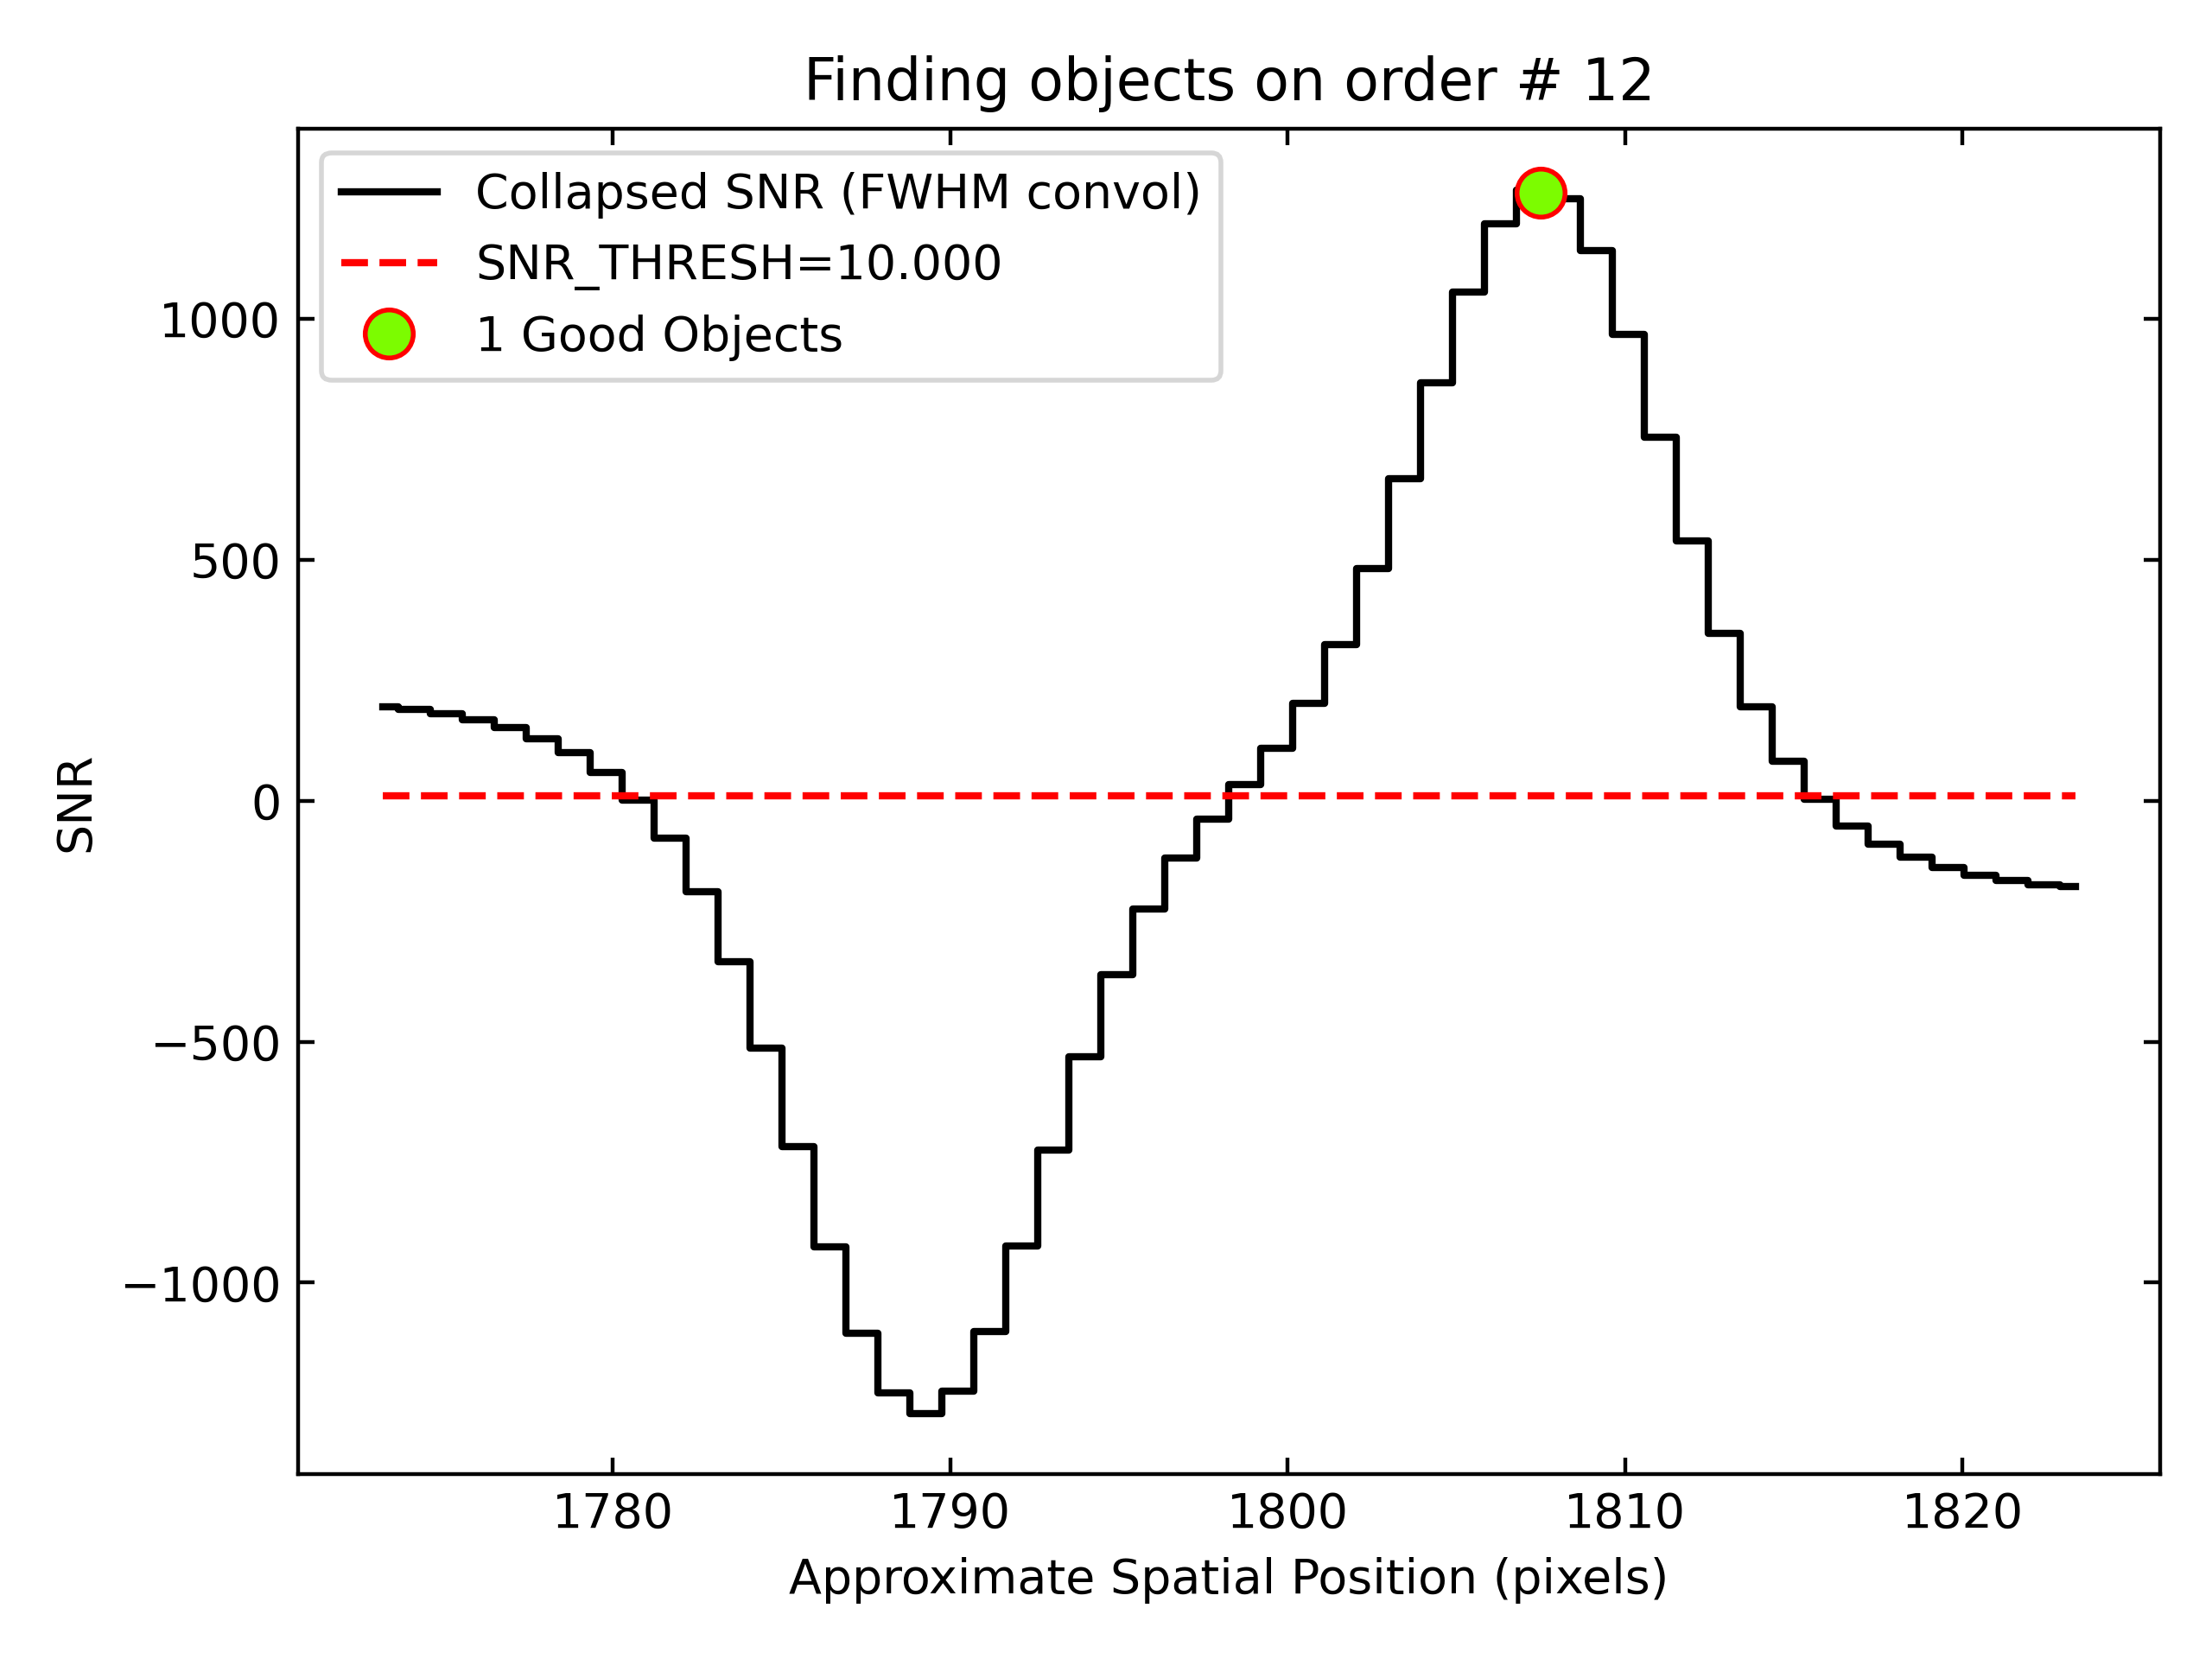 Finding objects on order # 12
Collapsed SNR (FWHM convol)
SNR_THRESH=10.000
1 Good Objects
1000
500
0
−500
−1000
SNR
1780 1790 1800 1810 1820
Approximate Spatial Position (pixels)